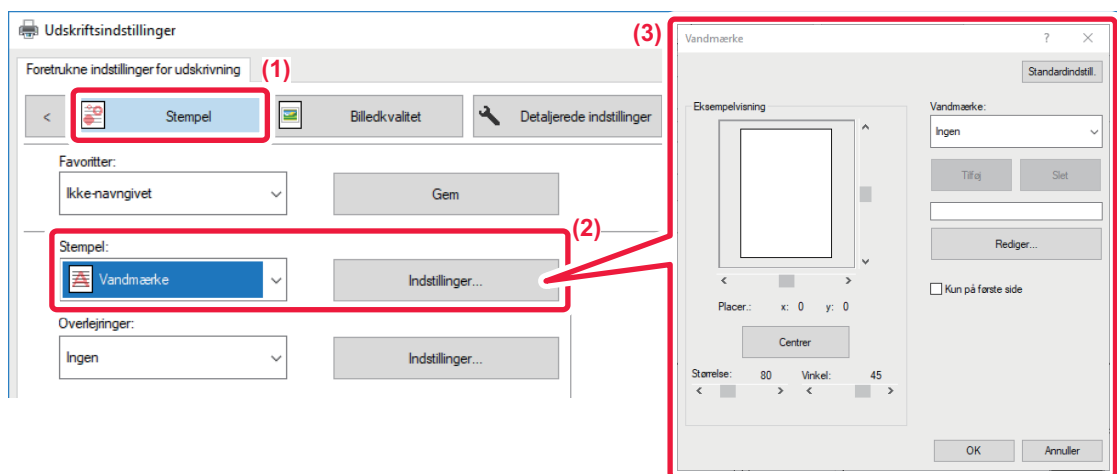 Udskriftsindstillinger
Foretrukne indstillinger for udskrivning
(1)
<
Stempel
Billedkvalitet
Detaljerede indstillinger
Favoritter:
Ikke-navngivet
Gem
(2)
Stempel:
Vandmærke
Indstillinger...
Overlejringer:
Ingen
Indstillinger...
(3)
Vandmærke
?
Standardindstill.
Eksempelvisning
Placer.: x: 0 y: 0
Centrer
Størrelse: 80 Vinkel: 45
Vandmærke:
Ingen
Tilføj
Slet
Rediger...
Kun på første side
OK
Annuller